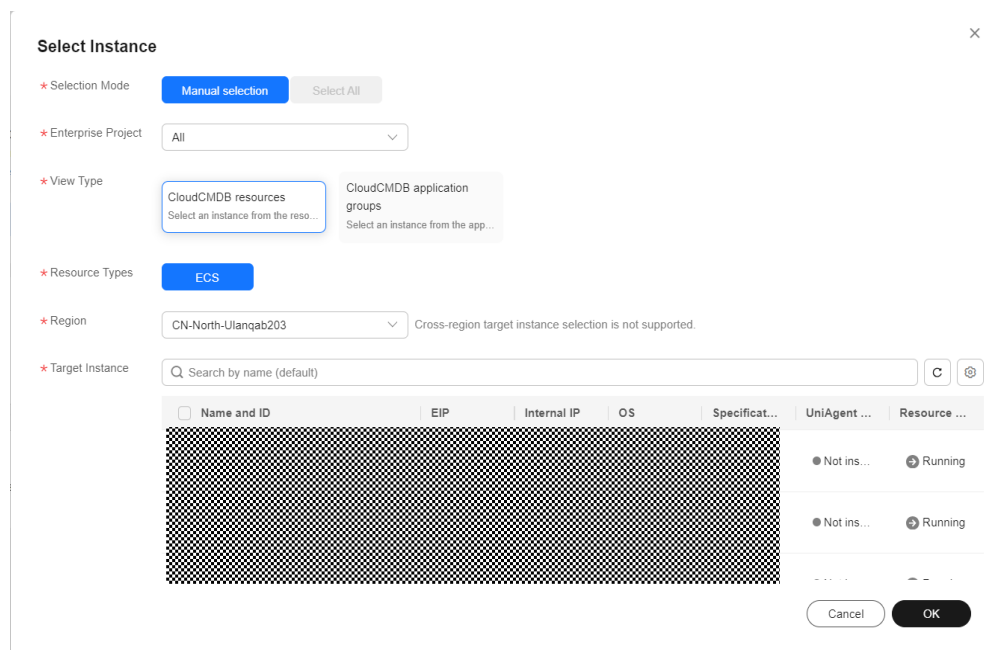 Select Instance
* Selection Mode
Manual selection
Select All
* Enterprise Project
All
* View Type
CloudCMDB resources
Select an instance from the reso...
CloudCMDB application
groups
Select an instance from the app...
* Resource Types
ECS
* Region
CN-North-Ulanqab203
Cross-region target instance selection is not supported.
* Target Instance
Search by name (default)
Name and ID EIP Internal IP OS Specificat... UniAgent ... Resource ...
Not ins... Running
Not ins... Running
Cancel OK